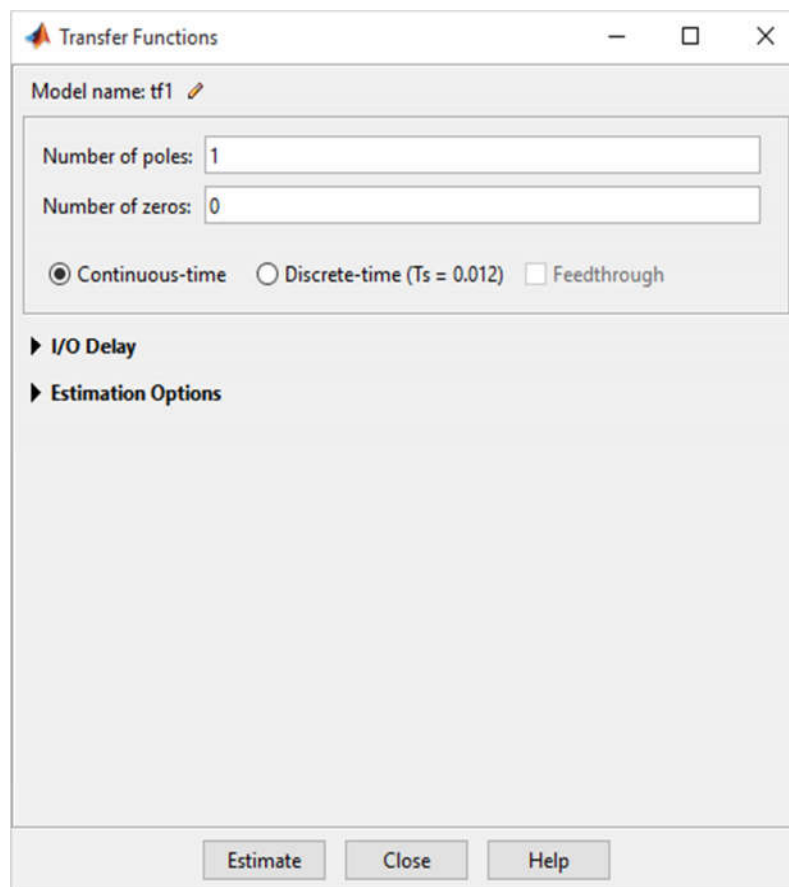 Transfer Functions
Model name: tf1
Number of poles: 1
Number of zeros: 0
Continuous-time Discrete-time (Ts = 0.012) Feedthrough
I/O Delay
Estimation Options
Estimate Close Help